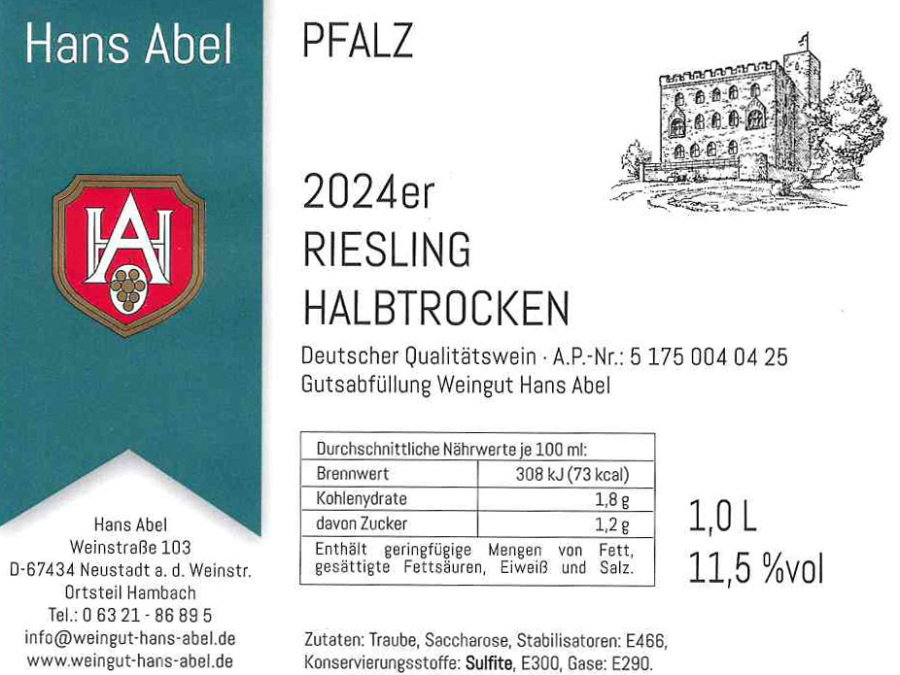 Hans Abel
HA
PFALZ
2024er
RIESLING
HALBTROCKEN
Deutscher Qualitätswein · A.P.-Nr.: 5 175 004 04 25
Gutsabfüllung Weingut Hans Abel
Durchschnittliche Nährwerte je 100 ml:
Brennwert 308 kJ (73 kcal)
Kohlenydrate 1,8 g
davon Zucker 1,2 g
Enthält geringfügige Mengen von Fett,
gesättigte Fettsäuren, Eiweiß und Salz.
1,0 L
11,5 %vol
Zutaten: Traube, Saccharose, Stabilisatoren: E466,
Konservierungsstoffe: Sulfite, E300, Gase: E290.
Hans Abel
Weinstraße 103
D-67434 Neustadt a. d. Weinstr.
Ortsteil Hambach
Tel.: 0 63 21 - 86 89 5
info@weingut-hans-abel.de
www.weingut-hans-abel.de